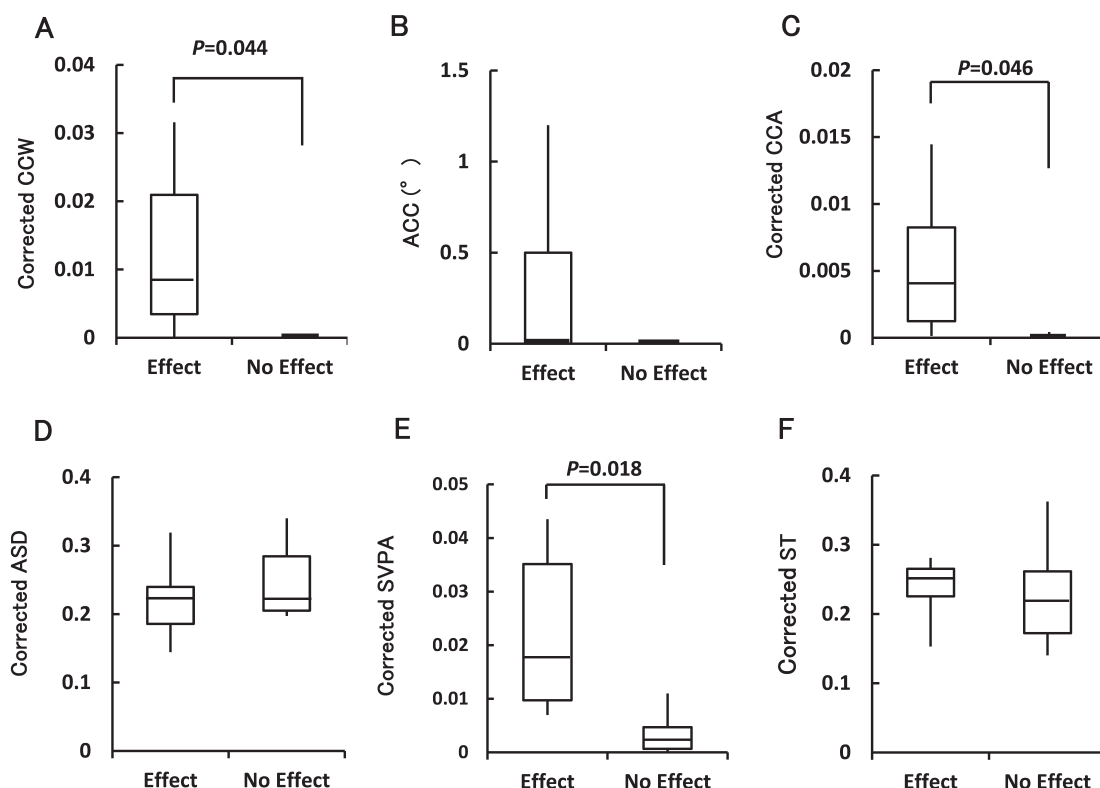 A
P=0.044
Corrected CCW
0.04
0.03
0.02
0.01
0
Effect
No Effect
B
ACC (°)
1.5
1
0.5
0
Effect
No Effect
C
P=0.046
Corrected CCA
0.02
0.015
0.01
0.005
0
Effect
No Effect
D
Corrected ASD
0.4
0.3
0.2
0.1
0
Effect
No Effect
E
P=0.018
Corrected SVPA
0.05
0.04
0.03
0.02
0.01
0
Effect
No Effect
F
Corrected ST
0.4
0.3
0.2
0.1
0
Effect
No Effect